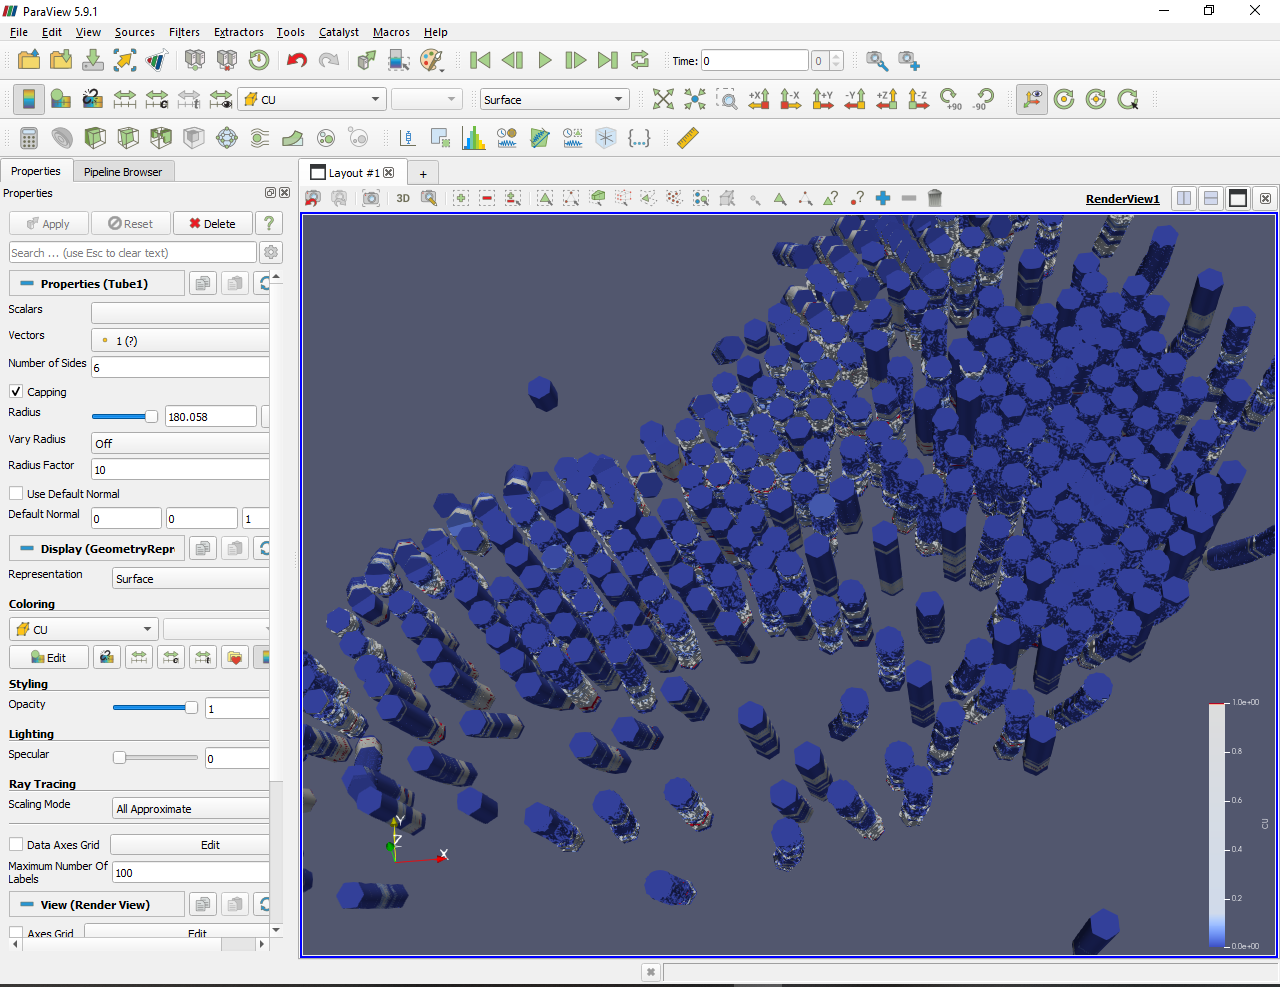 ParaView 5.9.1
File Edit View Sources Filters Extractors Tools Catalyst Macros Help
Time: 0 0
CU Surface +X -X +Y -Y +Z -Z +90 -90
Properties Pipeline Browser Layout #1 +
Properties 3D RenderView1
Apply Reset Delete ?
Search ... (use Esc to clear text)
Properties (Tube1)
Scalars
Vectors 1 (?)
Number of Sides 6
Capping
Radius 180.058
Vary Radius Off
Radius Factor 10
Use Default Normal
Default Normal 0 0 1
Display (GeometryRepr
Representation Surface
Coloring
CU
Edit
Styling
Opacity 1
Lighting
Specular 0
Ray Tracing
Scaling Mode All Approximate
Data Axes Grid Edit
Maximum Number Of
Labels 100
View (Render View)
Axes Grid Edit
Y
Z
X
1.0e+00
0.8
0.6
0.4
0.2
0.0e+00
CU